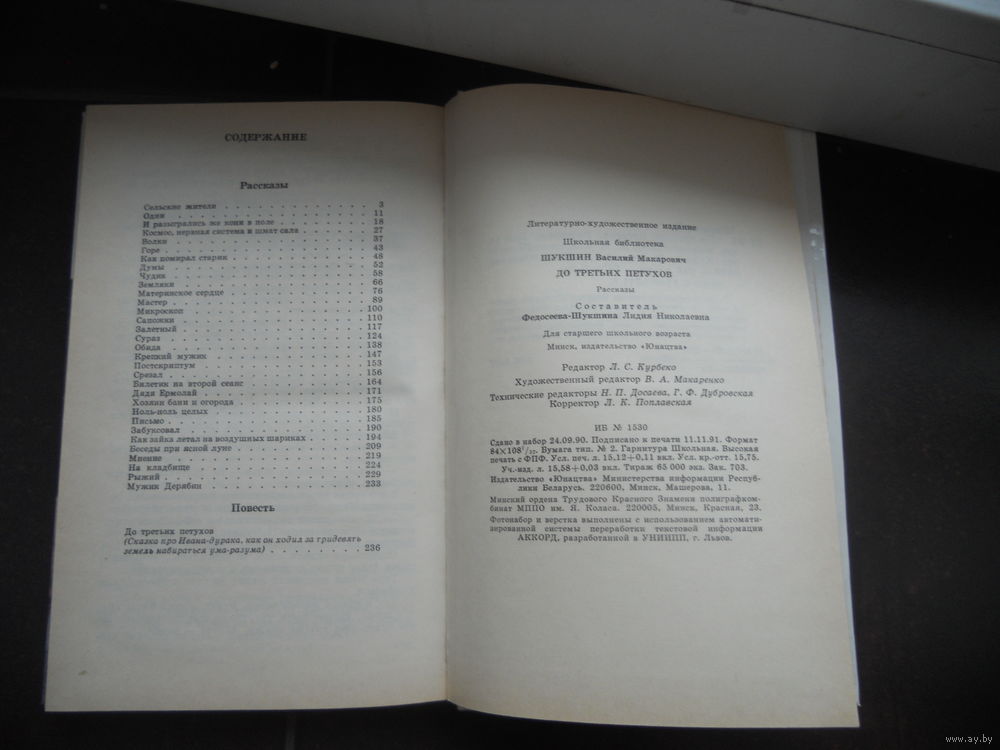 СОДЕРЖАНИЕ
Рассказы
Сельские жители . . . . . . . . . . . . . . 3
Одни . . . . . . . . . . . . . . . . . 11
И разыгрались же кони в поле . . . . . . . . 18
Космос, нервная система и шмат сала . . . . . . 27
Волки . . . . . . . . . . . . . . . . . 37
Горе . . . . . . . . . . . . . . . . . 43
Как помирал старик . . . . . . . . . . . . 48
Думы . . . . . . . . . . . . . . . . . 52
Чудик . . . . . . . . . . . . . . . . . 58
Земляки . . . . . . . . . . . . . . . . 66
Материнское сердце . . . . . . . . . . . . 76
Мастер . . . . . . . . . . . . . . . . . 89
Микроскоп . . . . . . . . . . . . . . . 100
Сапожки . . . . . . . . . . . . . . . . 110
Залетный . . . . . . . . . . . . . . . . 117
Сураз . . . . . . . . . . . . . . . . . 124
Обида . . . . . . . . . . . . . . . . . 138
Крепкий мужик . . . . . . . . . . . . . . 147
Постскриптум . . . . . . . . . . . . . . 153
Срезал . . . . . . . . . . . . . . . . . 156
Билетик на второй сеанс . . . . . . . . . . 164
Дядя Ермолай . . . . . . . . . . . . . . 171
Хозяин бани и огорода . . . . . . . . . . . 175
Ноль-ноль целых . . . . . . . . . . . . . 180
Письмо . . . . . . . . . . . . . . . . . 185
Забуксовал . . . . . . . . . . . . . . . 190
Как зайка летал на воздушных шариках . . . . . 194
Беседы при ясной луне . . . . . . . . . . . 209
Мнение . . . . . . . . . . . . . . . . . 219
На кладбище . . . . . . . . . . . . . . . 224
Рыжий . . . . . . . . . . . . . . . . . 229
Мужик Дерябин . . . . . . . . . . . . . . 233
Повесть
До третьих петухов
(Сказка про Ивана-дурака, как он ходил за тридевять
земель набираться ума-разума) . . . . . . . . 236
Литературно-художественное издание
Школьная библиотека
ШУКШИН Василий Макарович
ДО ТРЕТЬИХ ПЕТУХОВ
Рассказы
Составитель
Федосеева-Шукшина Лидия Николаевна
Для старшего школьного возраста
Минск, издательство «Юнацтва»
Редактор Л. С. Курбеко
Художественный редактор В. А. Макаренко
Технические редакторы Н. П. Досаева, Г. Ф. Дубровская
Корректор Л. К. Поплавская
ИБ № 1530
Сдано в набор 24.09.90. Подписано к печати 11.11.91. Формат
84×108¹/₃₂. Бумага тип. № 2. Гарнитура Школьная. Высокая
печать с ФПФ. Усл. печ. л. 15,12+0,11 вкл. Усл. кр.-отт. 15,75.
Уч.-изд. л. 15,58+0,03 вкл. Тираж 65 000 экз. Зак. 703.
Издательство «Юнацтва» Министерства информации Респуб-
лики Беларусь. 220600, Минск, Машерова, 11.
Минский ордена Трудового Красного Знамени полиграфком-
бинат МППО им. Я. Коласа. 220005, Минск, Красная, 23.
Фотонабор и верстка выполнены с использованием автомати-
зированной системы переработки текстовой информации
АККОРД, разработанной в УНИИПП, г. Львов.
www.ay.by